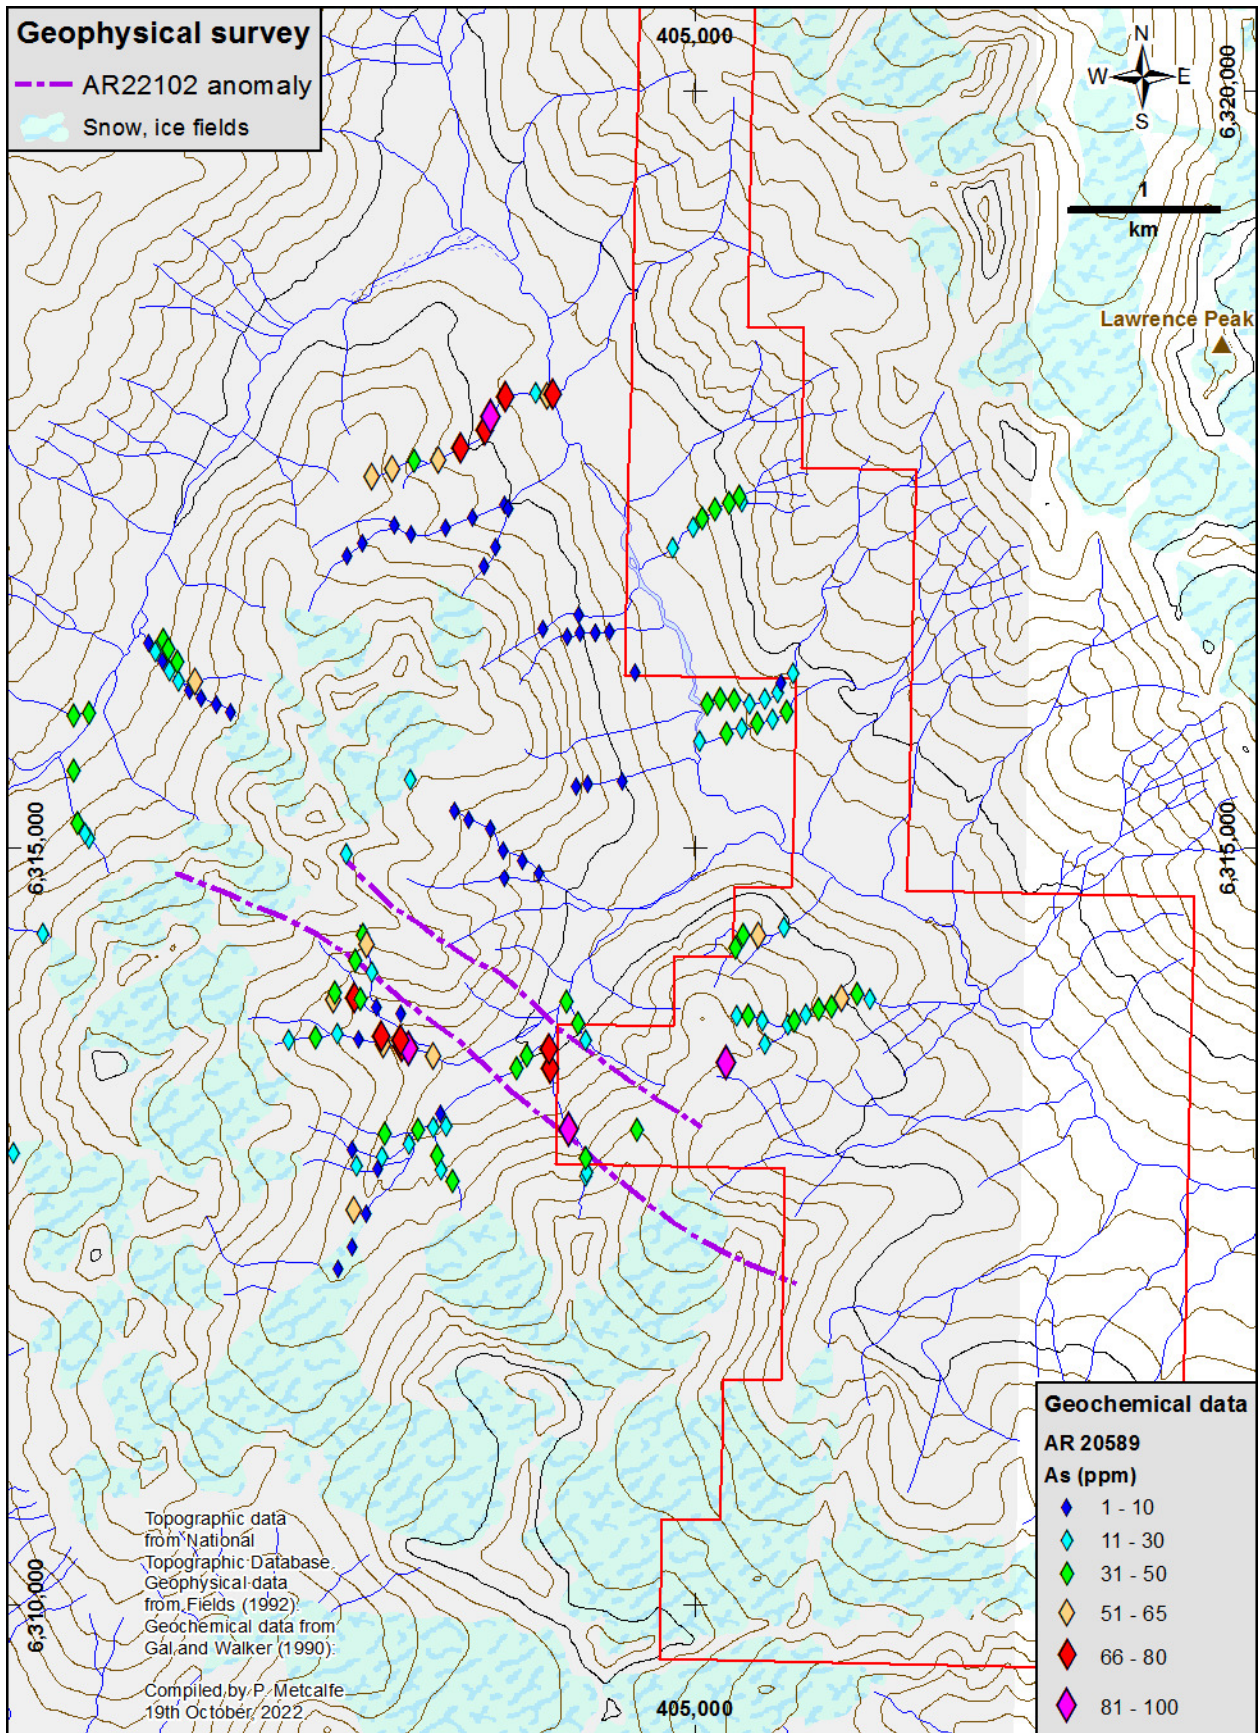 Geophysical survey
AR22102 anomaly
Snow, ice fields
405,000
N
W E
S
6,320,000
1
km
Lawrence Peak
6,315,000
6,315,000
6,310,000
Topographic data
from National
Topographic Database.
Geophysical data
from Fields (1992).
Geochemical data from
Gal and Walker (1990).
Compiled by P. Metcalfe
19th October, 2022
405,000
Geochemical data
AR 20589
As (ppm)
1 - 10
11 - 30
31 - 50
51 - 65
66 - 80
81 - 100